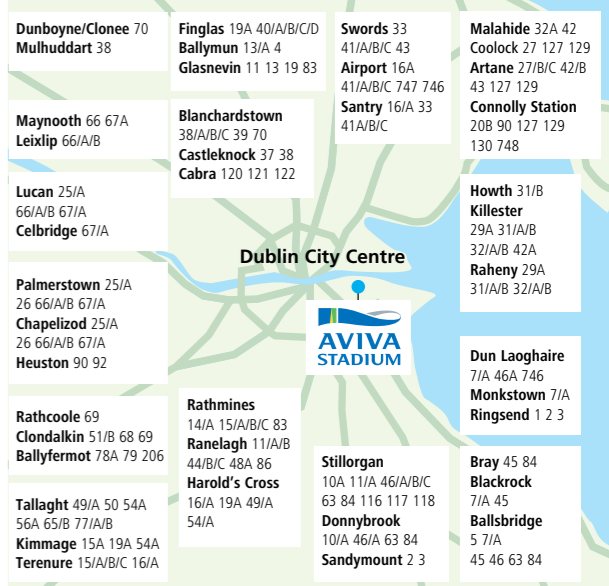 Dunboyne/Clonee 70
Mulhuddart 38
Finglas 19A 40/A/B/C/D
Ballymun 13/A 4
Glasnevin 11 13 19 83
Swords 33
41/A/B/C 43
Airport 16A
41/A/B/C 747 746
Santry 16/A 33
41A/B/C
Malahide 32A 42
Coolock 27 127 129
Artane 27/B/C 42/B
43 127 129
Connolly Station
20B 90 127 129
130 748
Maynooth 66 67A
Leixlip 66/A/B
Blanchardstown
38/A/B/C 39 70
Castleknock 37 38
Cabra 120 121 122
Lucan 25/A
66/A/B 67/A
Celbridge 67/A
Howth 31/B
Killester
29A 31/A/B
32/A/B 42A
Raheny 29A
31/A/B 32/A/B
Dublin City Centre
Palmerstown 25/A
26 66/A/B 67/A
Chapelizod 25/A
26 66/A/B 67/A
Heuston 90 92
AVIVA
STADIUM
Dun Laoghaire
7/A 46A 746
Monkstown 7/A
Ringsend 1 2 3
Rathcoole 69
Clondalkin 51/B 68 69
Ballyfermot 78A 79 206
Rathmines
14/A 15/A/B/C 83
Ranelagh 11/A/B
44/B/C 48A 86
Harold's Cross
16/A 19A 49/A
54/A
Stillorgan
10A 11/A 46/A/B/C
63 84 116 117 118
Donnybrook
10/A 46/A 63 84
Sandymount 2 3
Bray 45 84
Blackrock
7/A 45
Ballsbridge
5 7/A
45 46 63 84
Tallaght 49/A 50 54A
56A 65/B 77/A/B
Kimmage 15A 19A 54A
Terenure 15/A/B/C 16/A